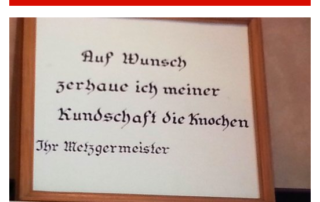 Auf Wunsch
zerhaue ich meiner
Kundschaft die Knochen
Ihr Metzgermeister